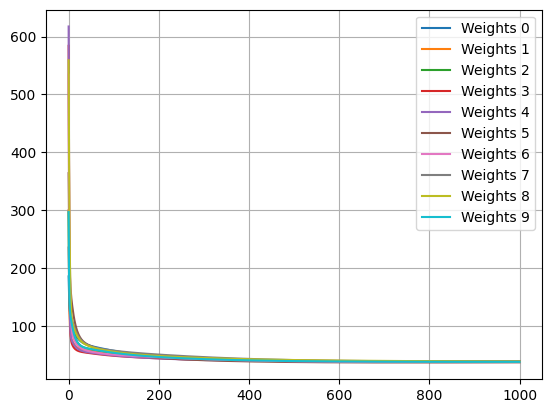 600
500
400
300
200
100
0
200
400
600
800
1000
Weights 0
Weights 1
Weights 2
Weights 3
Weights 4
Weights 5
Weights 6
Weights 7
Weights 8
Weights 9